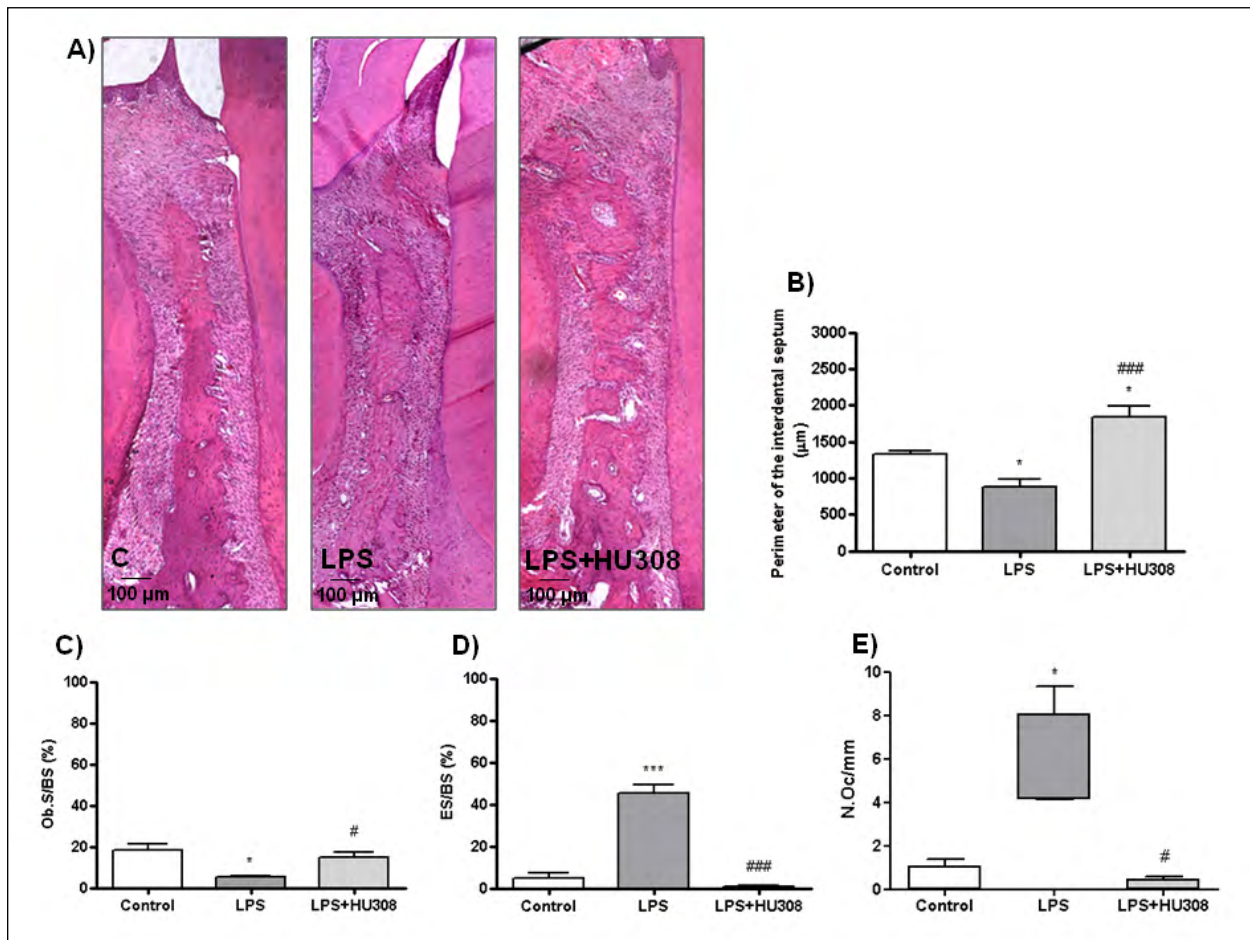 A)
C
100 µm
LPS
100 µm
LPS+HU308
100 µm
B)
Perimeter of the interdental septum
(µm)
3000
2500
2000
1500
1000
500
0
*
###
*
Control LPS LPS+HU308
C)
Ob.S/BS (%)
100
80
60
40
20
0
*
#
Control LPS LPS+HU308
D)
ES/BS (%)
100
80
60
40
20
0
***
###
Control LPS LPS+HU308
E)
N.Oc/mm
10
8
6
4
2
0
*
#
Control LPS LPS+HU308